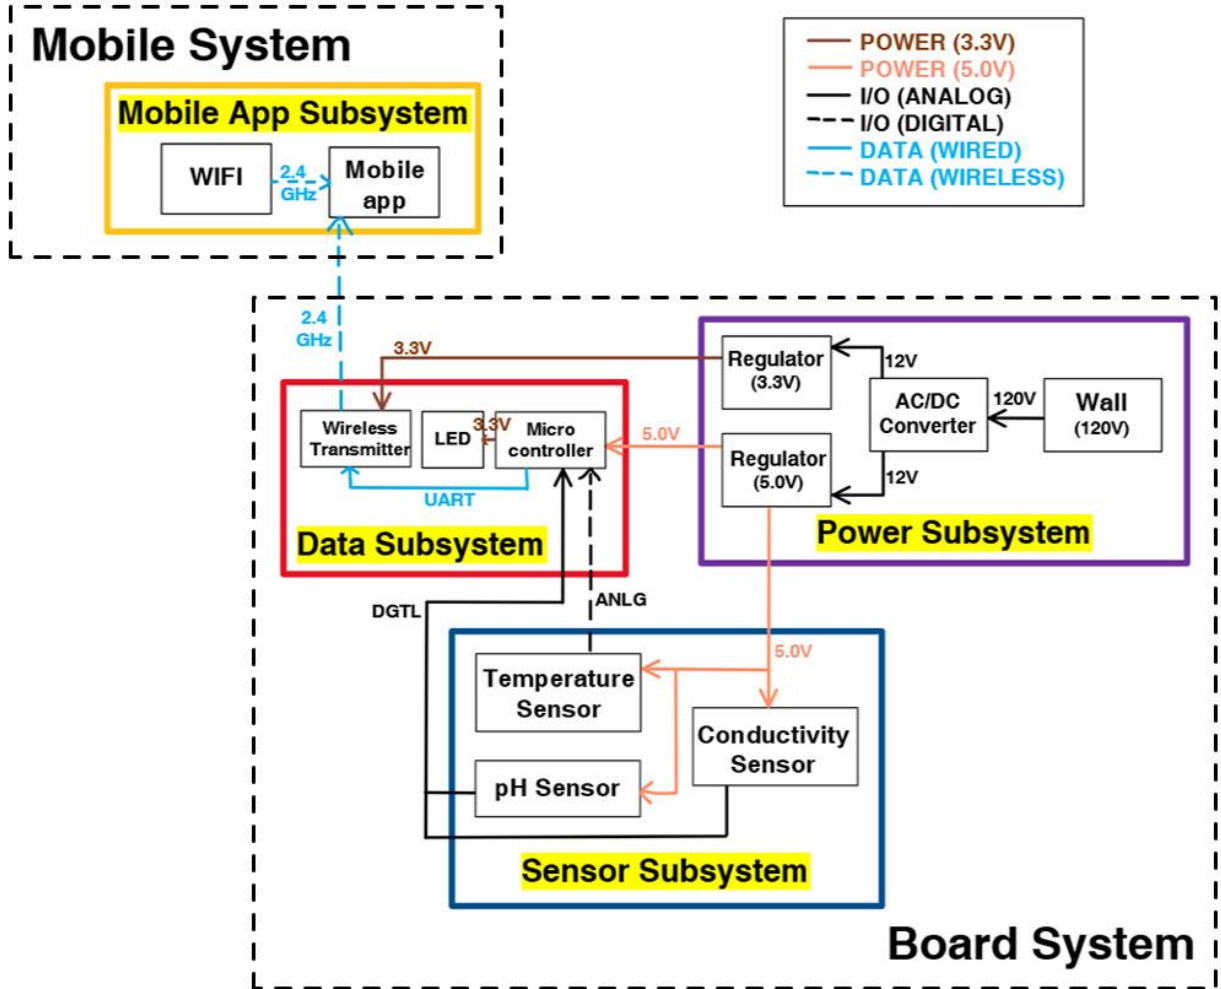 Mobile System
Mobile App Subsystem
WIFI
2.4
GHz
Mobile
app
POWER (3.3V)
POWER (5.0V)
I/O (ANALOG)
I/O (DIGITAL)
DATA (WIRED)
DATA (WIRELESS)
2.4
GHz
3.3V
Wireless
Transmitter
LED
3.3V
Micro
controller
UART
Data Subsystem
5.0V
Regulator
(3.3V)
12V
AC/DC
Converter
120V
Wall
(120V)
Regulator
(5.0V)
12V
Power Subsystem
DGTL
ANLG
5.0V
Temperature
Sensor
Conductivity
Sensor
pH Sensor
Sensor Subsystem
Board System